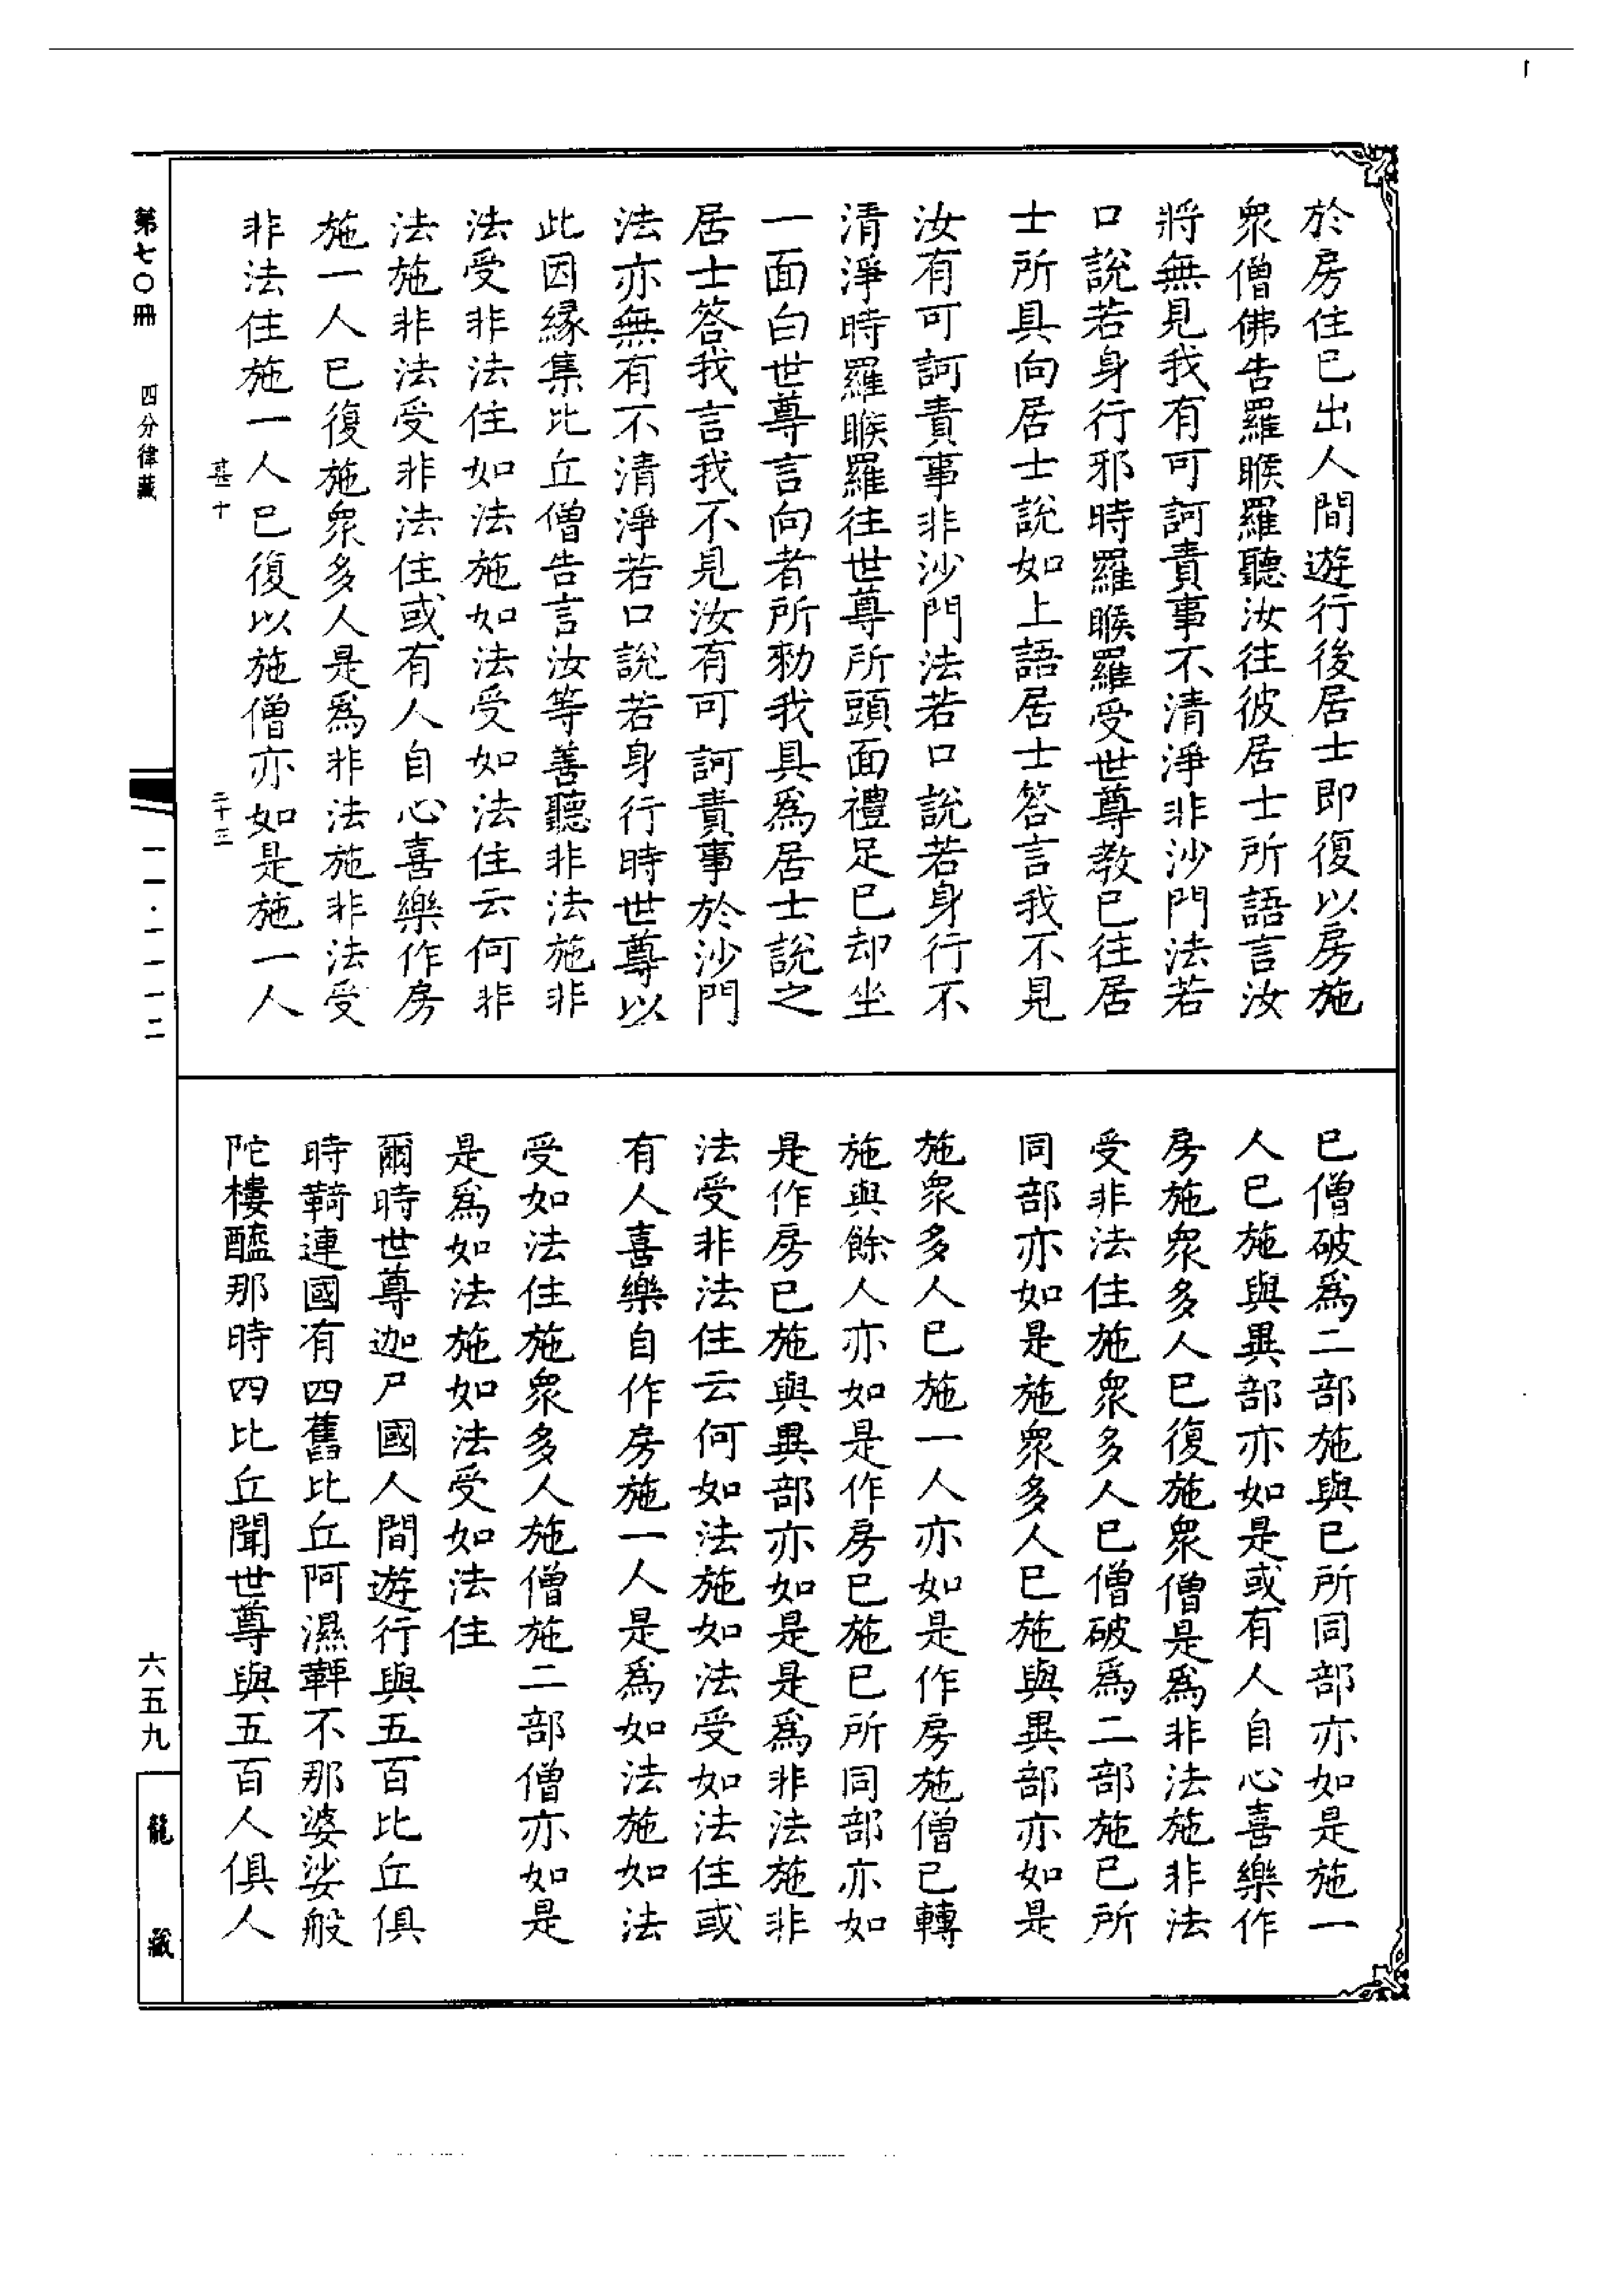 於房住已出人間遊行後居士即復以房施
衆僧佛告羅睺羅聽汝往彼居士所語言汝
將無見我有可訶責事不清淨非沙門法若
口說若身行邪時羅睺羅受世尊教已往居
士所具向居士說如上語居士答言我不見
汝有可訶責事非沙門法若口說若身行不
清淨時羅睺羅往世尊所頭面禮足已却坐
一面白世尊言向者所勑我具爲居士說之
居士答我言我不見汝有可訶責事於沙門
法亦無有不清淨若口說若身行時世尊以
此因緣集比丘僧告言汝等善聽非法施非
法受非法住如法施如法受如法住云何非
法施非法受非法住或有人自心喜樂作房
施一人已復施衆多人是爲非法施非法受
非法住施一人已復以施僧亦如是施一人
已僧破爲二部施與已所同部亦如是施一
人已施與異部亦如是或有人自心喜樂作
房施衆多人已復施衆僧是爲非法施非法
受非法住施衆多人已僧破爲二部施已所
同部亦如是施衆多人已施與異部亦如是
施衆多人已施一人亦如是作房施僧已轉
施與餘人亦如是作房已施已所同部亦如
是作房已施與異部亦如是是爲非法施非
法受非法住云何如法施如法受如法住或
有人喜樂自作房施一人是爲如法施如法
受如法住施衆多人施僧施二部僧亦如是
是爲如法施如法受如法住
爾時世尊迦尸國人間遊行與五百比丘俱
時䩭連國有四舊比丘阿濕鞞不那婆娑般
陀樓醯那時四比丘聞世尊與五百人俱人
第七〇冊　四分律藏
甚十
二十三
一一·一一一二
六五九
龍藏